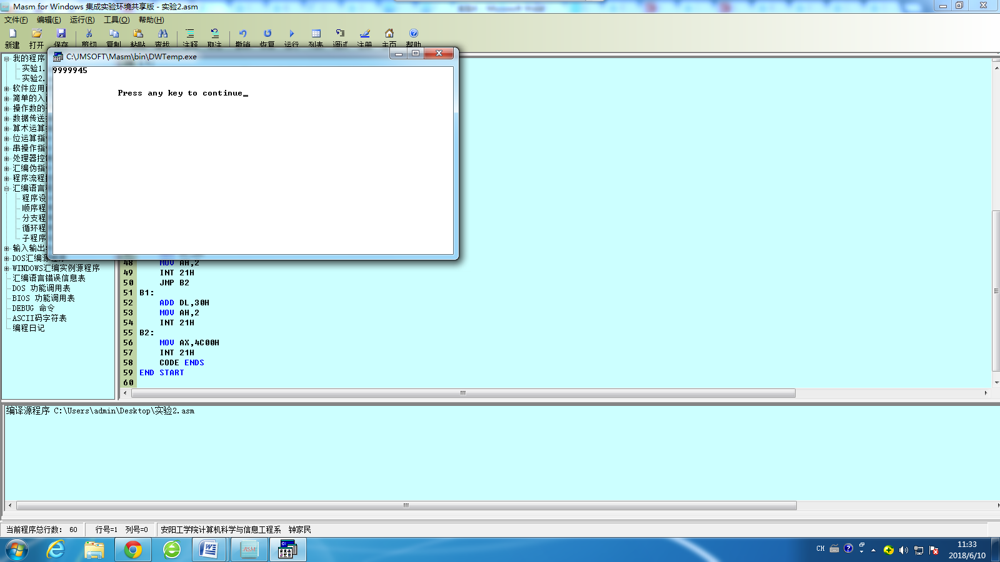 Masm for Windows 集成实验环境共享版 - 实验2.asm
文件(F) 编辑(E) 运行(R) 工具(O) 帮助(H)
新建 打开 保存 剪切 复制 粘贴 查找 注释 取注 撤销 恢复 运行 列表 调试 注册 主页 帮助
C:\JMSOFT\Masm\bin\DWTemp.exe
9999945
Press any key to continue_
我的程序
实验1.
实验2.
软件应用
简单的入
操作数的
数据传送
算术运算
位运算指
串操作指
处理器控
汇编伪指
程序流程
汇编语言
程序设
顺序程
分支程
循环程
子程序
输入输出
DOS汇编源程序
WINDOWS汇编实例源程序
汇编语言错误信息表
DOS 功能调用表
BIOS 功能调用表
DEBUG 命令
ASCII码字符表
编程日记
48 MOV AH,2
49 INT 21H
50 JMP B2
51 B1:
52 ADD DL,30H
53 MOV AH,2
54 INT 21H
55 B2:
56 MOV AX,4C00H
57 INT 21H
58 CODE ENDS
59 END START
60
编译源程序 C:\Users\admin\Desktop\实验2.asm
当前程序总行数: 60 行号=1 列号=0 安阳工学院计算机科学与信息工程系 钟家民
CH 11:33
2018/6/10